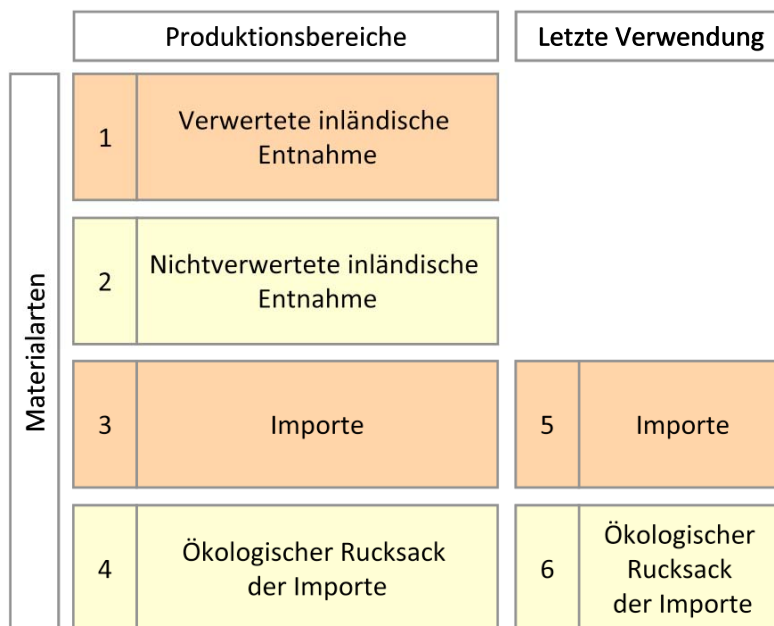 Produktionsbereiche
Letzte Verwendung
Materialarten
1
Verwertete inländische
Entnahme
2
Nichtverwertete inländische
Entnahme
3
Importe
5
Importe
4
Ökologischer Rucksack
der Importe
6
Ökologischer
Rucksack
der Importe